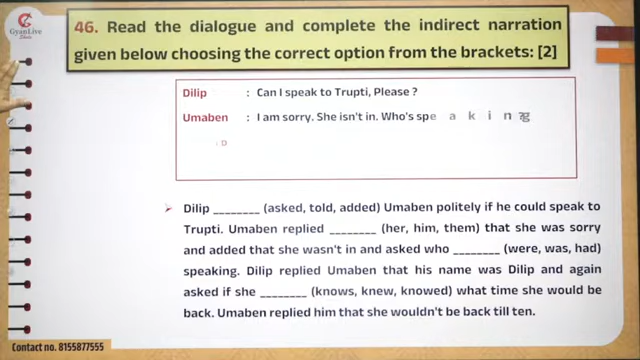 GyanLive
46. Read the dialogue and complete the indirect narration
given below choosing the correct option from the brackets: [2]
Dilip : Can I speak to Trupti, Please ?
Umaben : I am sorry. She isn't in. Who's speaking
: D
➢ Dilip ________ (asked, told, added) Umaben politely if he could speak to
Trupti. Umaben replied ________ (her, him, them) that she was sorry
and added that she wasn't in and asked who ________ (were, was, had)
speaking. Dilip replied Umaben that his name was Dilip and again
asked if she ________ (knows, knew, knowed) what time she would be
back. Umaben replied him that she wouldn't be back till ten.
Contact no. 8155877555